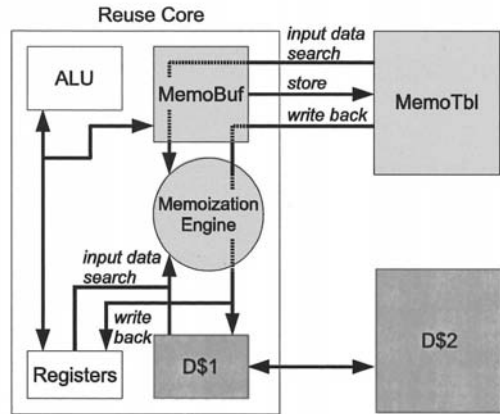 Reuse Core
ALU
MemoBuf
input data
search
store
write back
MemoTbl
Memoization
Engine
input data
search
write
back
Registers
D$1
D$2